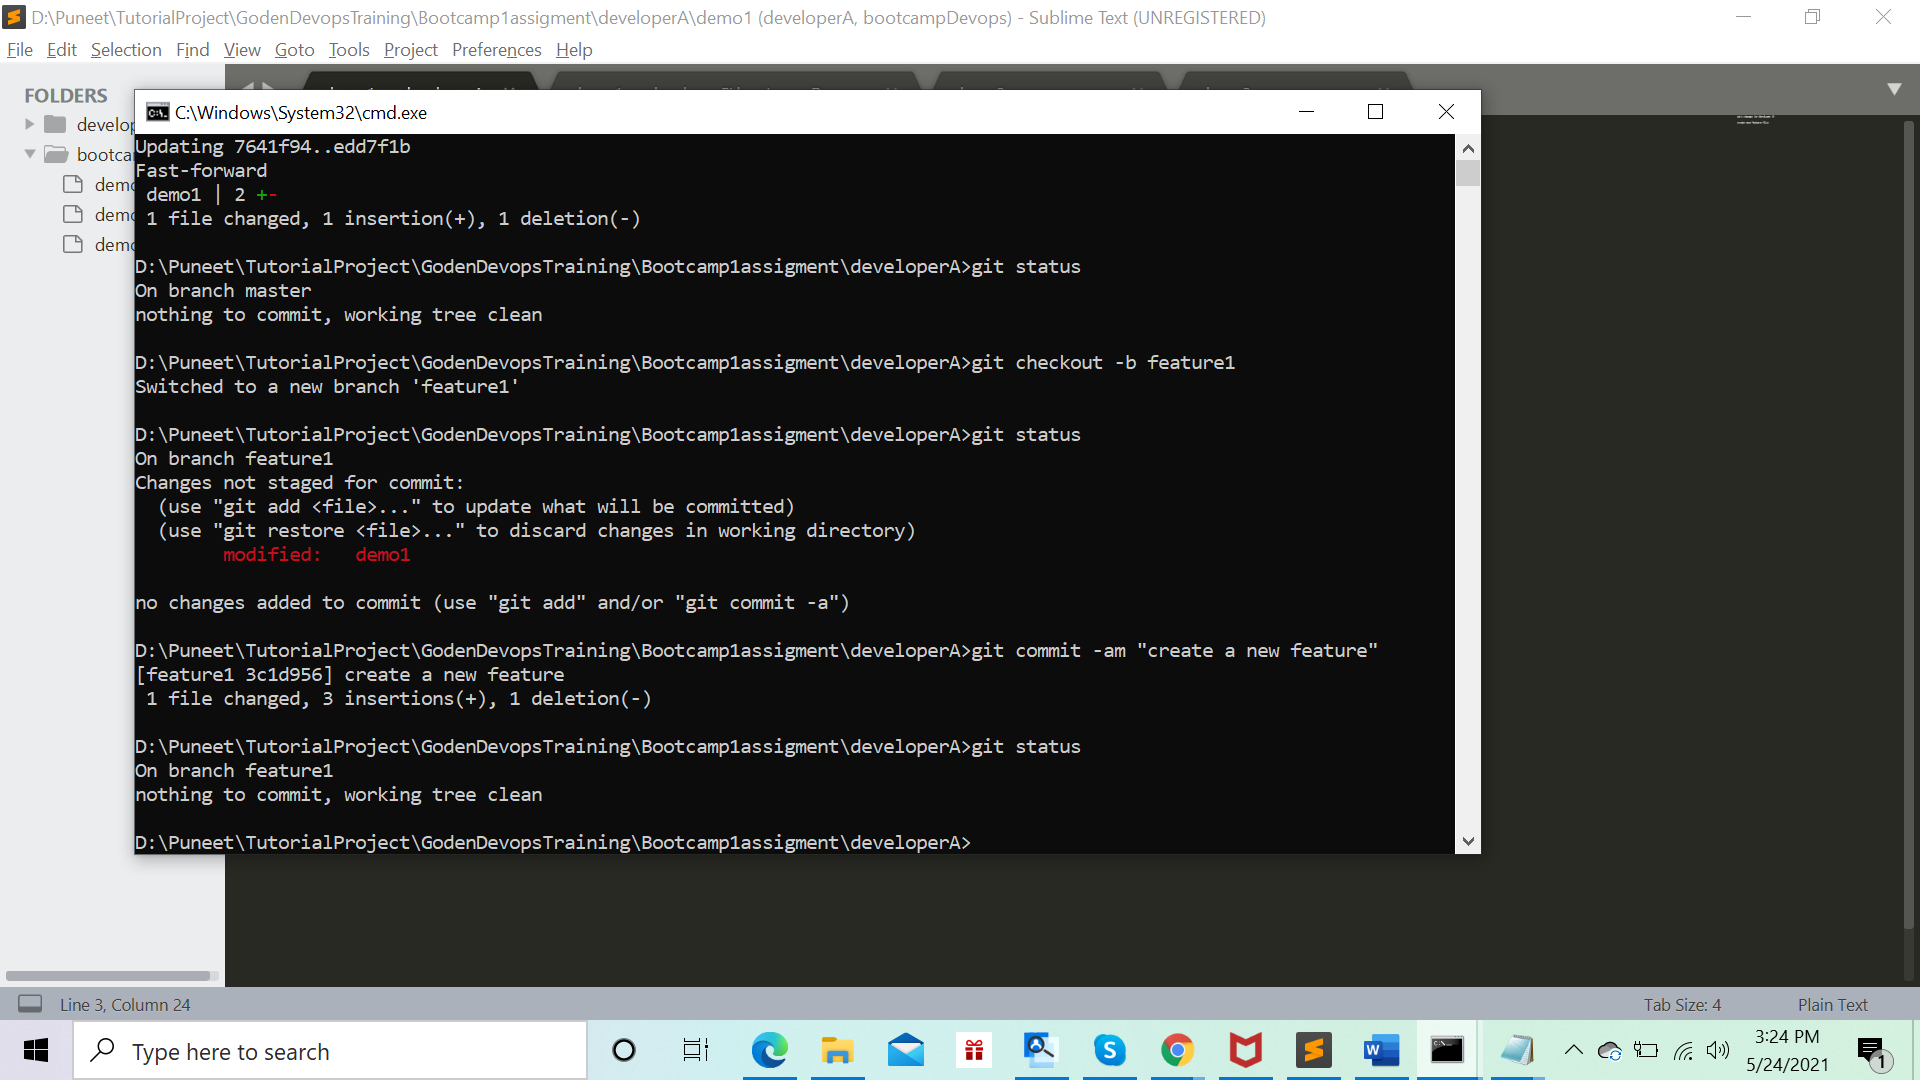 D:\Puneet\TutorialProject\GodenDevopsTraining\Bootcamp1assigment\developerA\demo1 (developerA, bootcampDevops) - Sublime Text (UNREGISTERED)
File Edit Selection Find View Goto Tools Project Preferences Help
FOLDERS
C:\Windows\System32\cmd.exe
Updating 7641f94..edd7f1b
Fast-forward
demo1 | 2 +-
1 file changed, 1 insertion(+), 1 deletion(-)
D:\Puneet\TutorialProject\GodenDevopsTraining\Bootcamp1assigment\developerA>git status
On branch master
nothing to commit, working tree clean
D:\Puneet\TutorialProject\GodenDevopsTraining\Bootcamp1assigment\developerA>git checkout -b feature1
Switched to a new branch 'feature1'
D:\Puneet\TutorialProject\GodenDevopsTraining\Bootcamp1assigment\developerA>git status
On branch feature1
Changes not staged for commit:
(use "git add <file>..." to update what will be committed)
(use "git restore <file>..." to discard changes in working directory)
modified: demo1
no changes added to commit (use "git add" and/or "git commit -a")
D:\Puneet\TutorialProject\GodenDevopsTraining\Bootcamp1assigment\developerA>git commit -am "create a new feature"
[feature1 3c1d956] create a new feature
1 file changed, 3 insertions(+), 1 deletion(-)
D:\Puneet\TutorialProject\GodenDevopsTraining\Bootcamp1assigment\developerA>git status
On branch feature1
nothing to commit, working tree clean
D:\Puneet\TutorialProject\GodenDevopsTraining\Bootcamp1assigment\developerA>
Line 3, Column 24
Tab Size: 4
Plain Text
Type here to search
3:24 PM
5/24/2021
1